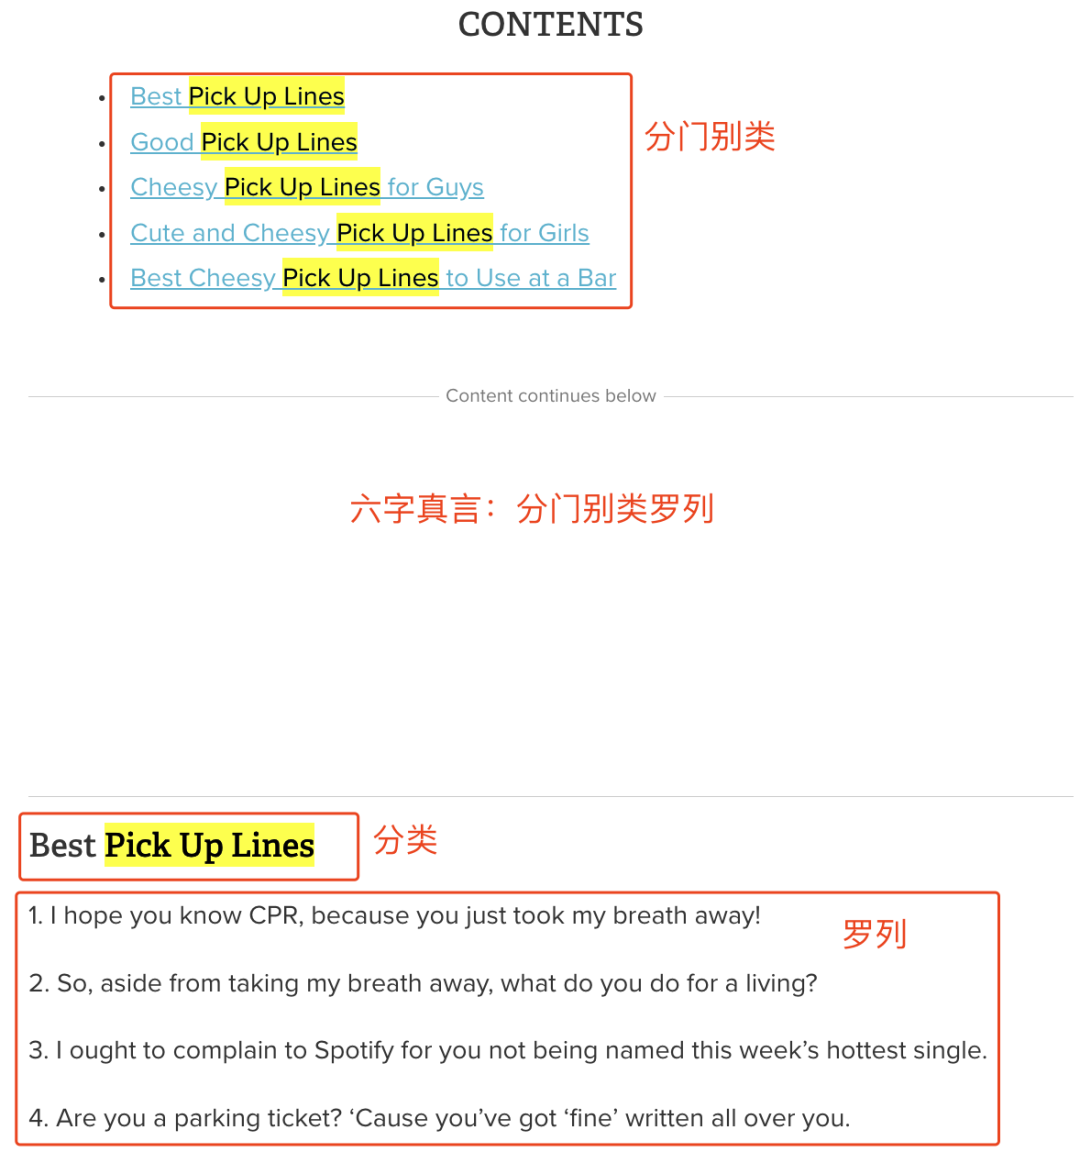 CONTENTS
• Best Pick Up Lines
• Good Pick Up Lines
分门别类
• Cheesy Pick Up Lines for Guys
• Cute and Cheesy Pick Up Lines for Girls
• Best Cheesy Pick Up Lines to Use at a Bar
Content continues below
六字真言：分门别类罗列
Best Pick Up Lines 分类
1. I hope you know CPR, because you just took my breath away!
罗列
2. So, aside from taking my breath away, what do you do for a living?
3. I ought to complain to Spotify for you not being named this week’s hottest single.
4. Are you a parking ticket? ‘Cause you’ve got ‘fine’ written all over you.